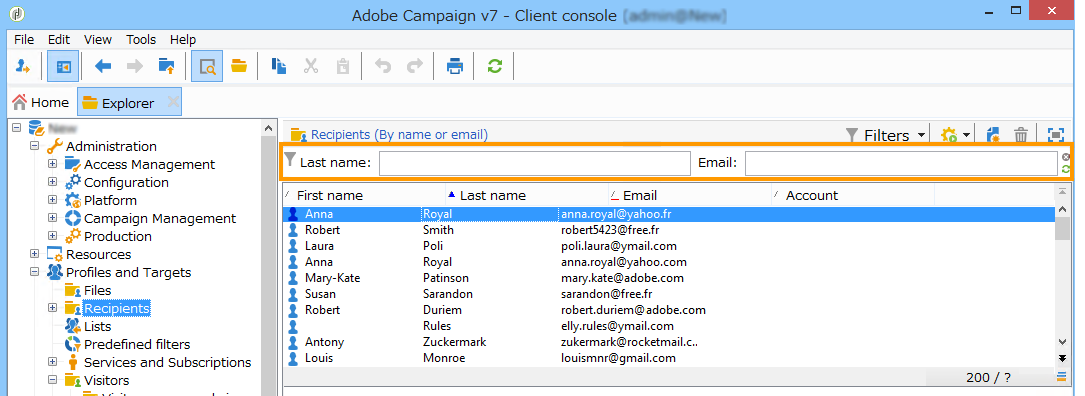 Adobe Campaign v7 - Client console
File Edit View Tools Help
Home Explorer
Administration
Access Management
Configuration
Platform
Campaign Management
Production
Resources
Profiles and Targets
Files
Recipients
Lists
Predefined filters
Services and Subscriptions
Visitors
Recipients (By name or email) Filters
Last name: Email:
First name Last name Email Account
Anna Royal anna.royal@yahoo.fr
Robert Smith robert5423@free.fr
Laura Poli poli.laura@ymail.com
Anna Royal anna.royal@yahoo.com
Mary-Kate Patinson mary.kate@adobe.com
Susan Sarandon sarandon@free.fr
Robert Duriem robert.duriem@adobe.com
Rules elly.rules@ymail.com
Antony Zuckermark zukermark@rocketmail.c..
Louis Monroe louismnr@gmail.com
200 / ?